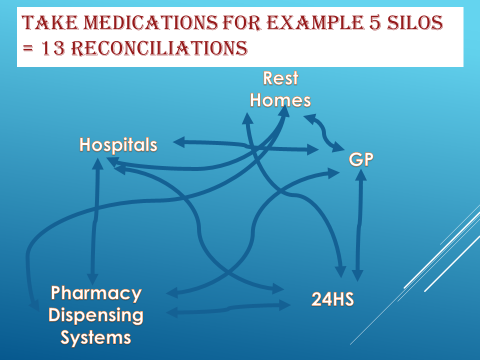 TAKE MEDICATIONS FOR EXAMPLE 5 SILOS
= 13 RECONCILIATIONS
Rest
Homes
Hospitals
GP
Pharmacy
Dispensing
Systems
24HS